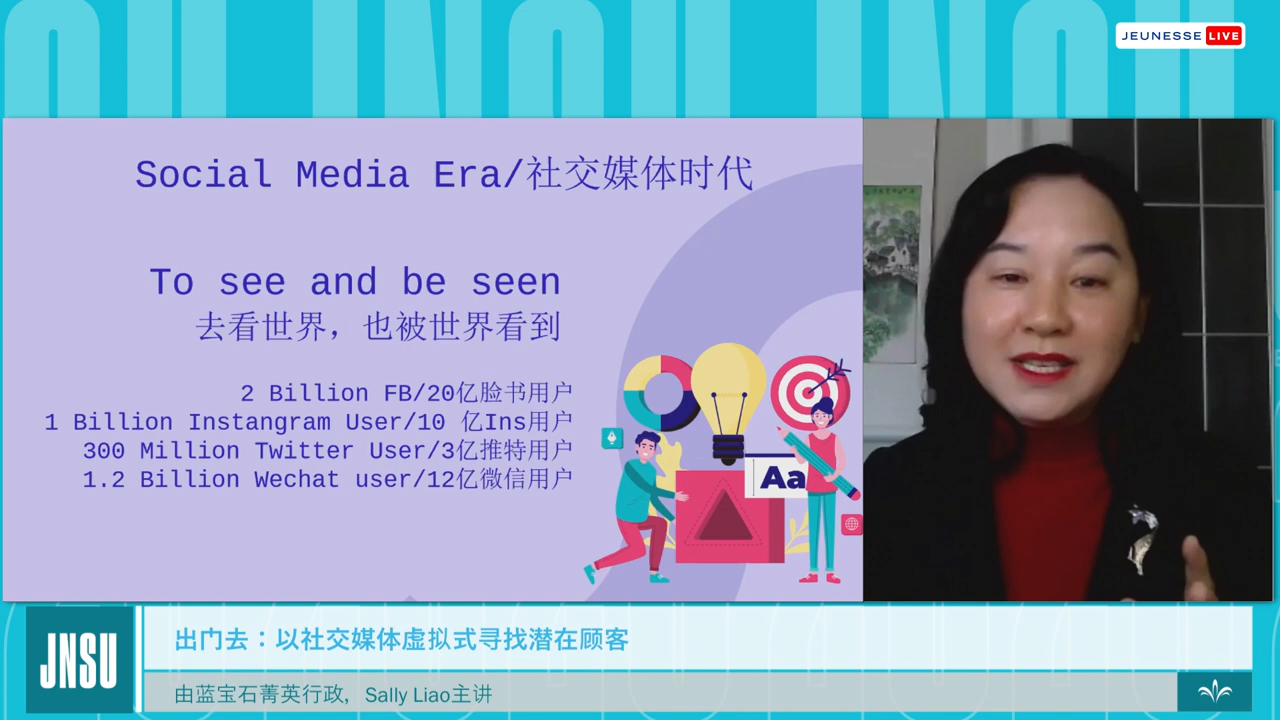 JEUNESSE LIVE
Social Media Era/社交媒体时代
To see and be seen
去看世界，也被世界看到
2 Billion FB/20亿脸书用户
1 Billion Instangram User/10 亿Ins用户
300 Million Twitter User/3亿推特用户
1.2 Billion Wechat user/12亿微信用户
Aa
JNSU
出门去：以社交媒体虚拟式寻找潜在顾客
由蓝宝石菁英行政，Sally Liao主讲